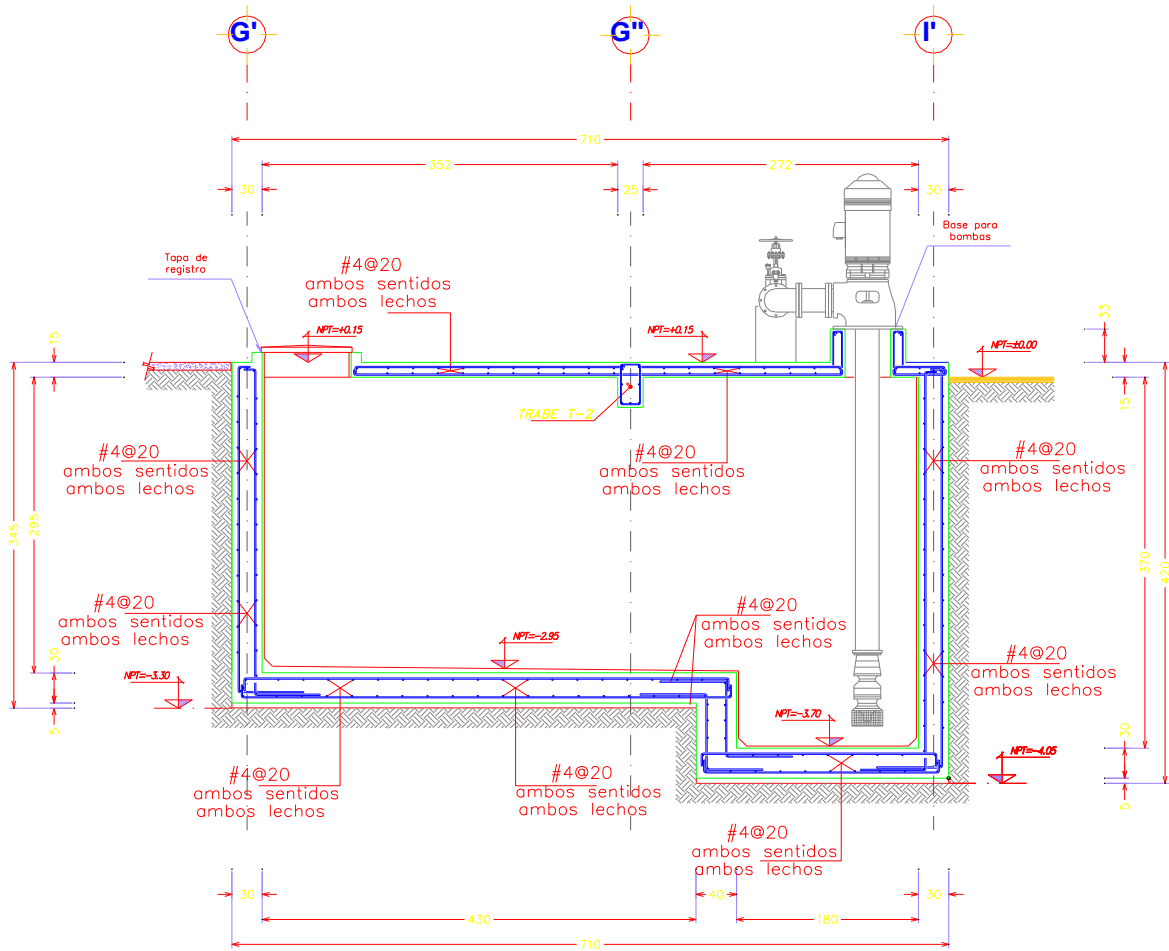 G'
G"
I'
710
352
272
30
25
30
Base para
bombas
Tapa de
registro
#4@20
ambos sentidos
ambos lechos
NPT=+0.15
NPT=+0.15
NPT=±0.00
15
33
15
TRABE T-2
#4@20
ambos sentidos
ambos lechos
#4@20
ambos sentidos
ambos lechos
#4@20
ambos sentidos
ambos lechos
345
295
370
420
#4@20
ambos sentidos
ambos lechos
#4@20
ambos sentidos
ambos lechos
NPT=-2.95
#4@20
ambos sentidos
ambos lechos
30
NPT=-3.30
5
NPT=-3.70
30
NPT=-4.05
5
#4@20
ambos sentidos
ambos lechos
#4@20
ambos sentidos
ambos lechos
#4@20
ambos sentidos
ambos lechos
30
40
30
430
180
710